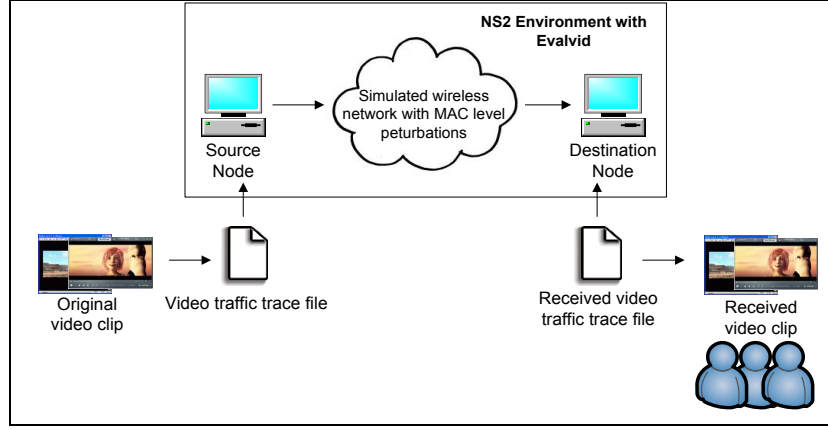 NS2 Environment with
Evalvid
Simulated wireless
network with MAC level
peturbations
Source
Node
Destination
Node
Original
video clip
Video traffic trace file
Received video
traffic trace file
Received
video clip